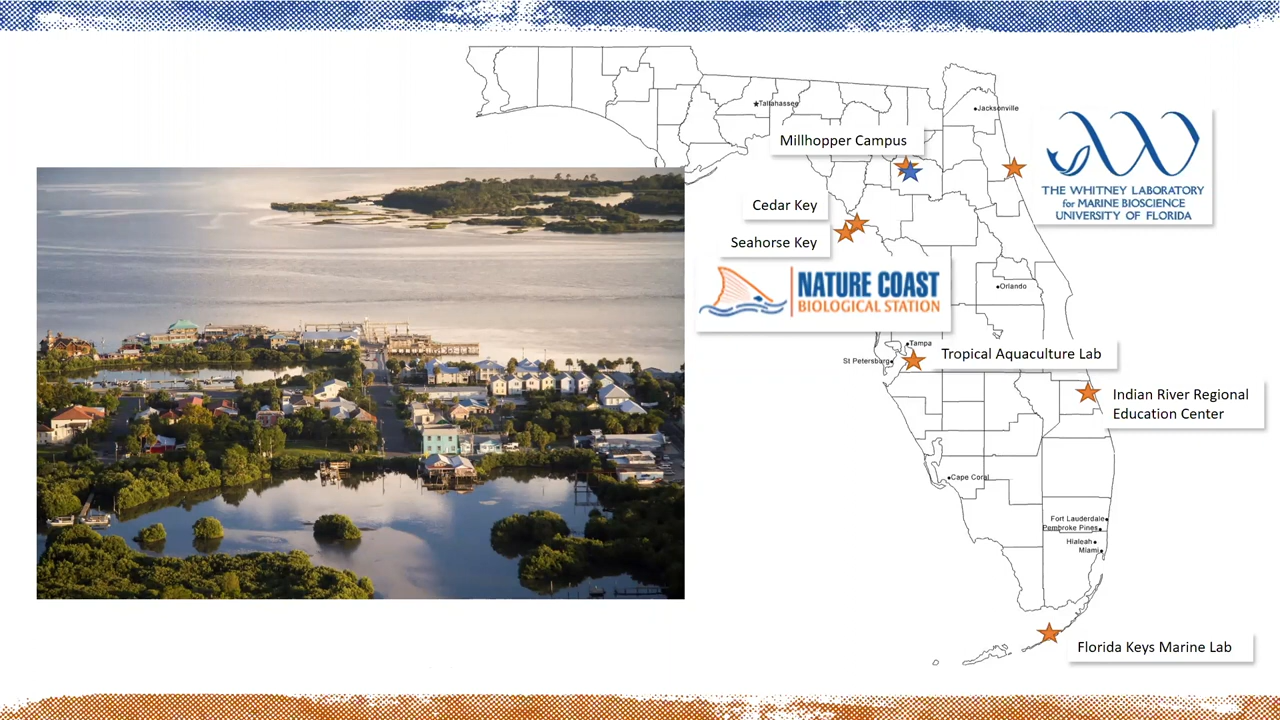 Tallahassee
Jacksonville
Millhopper Campus
THE WHITNEY LABORATORY
for MARINE BIOSCIENCE
UNIVERSITY OF FLORIDA
Cedar Key
Seahorse Key
NATURE COAST
BIOLOGICAL STATION
Orlando
Tampa
St Petersburg
Tropical Aquaculture Lab
Indian River Regional
Education Center
Cape Coral
Fort Lauderdale
Pembroke Pines
Hialeah
Miami
Florida Keys Marine Lab